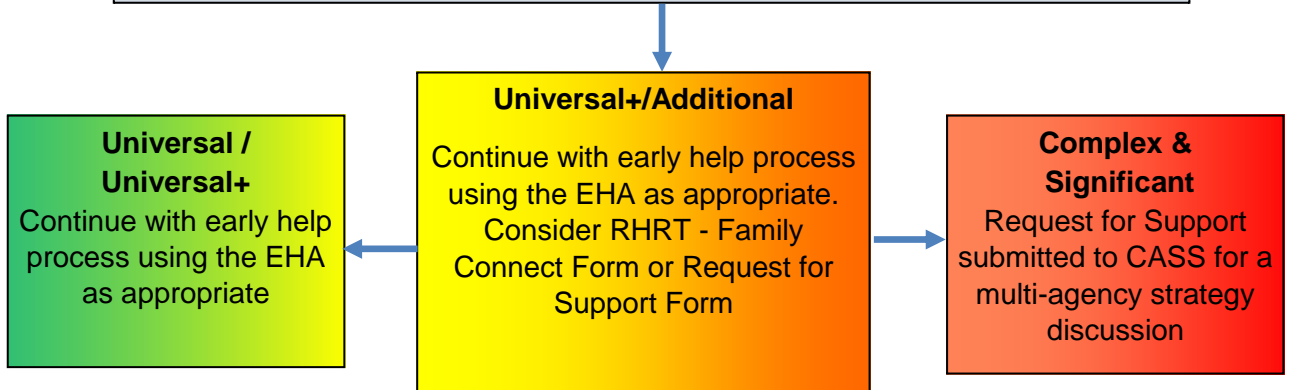 Universal /
Universal+
Continue with early help
process using the EHA
as appropriate
Universal+/Additional
Continue with early help process
using the EHA as appropriate.
Consider RHRT - Family
Connect Form or Request for
Support Form
Complex &
Significant
Request for Support
submitted to CASS for a
multi-agency strategy
discussion